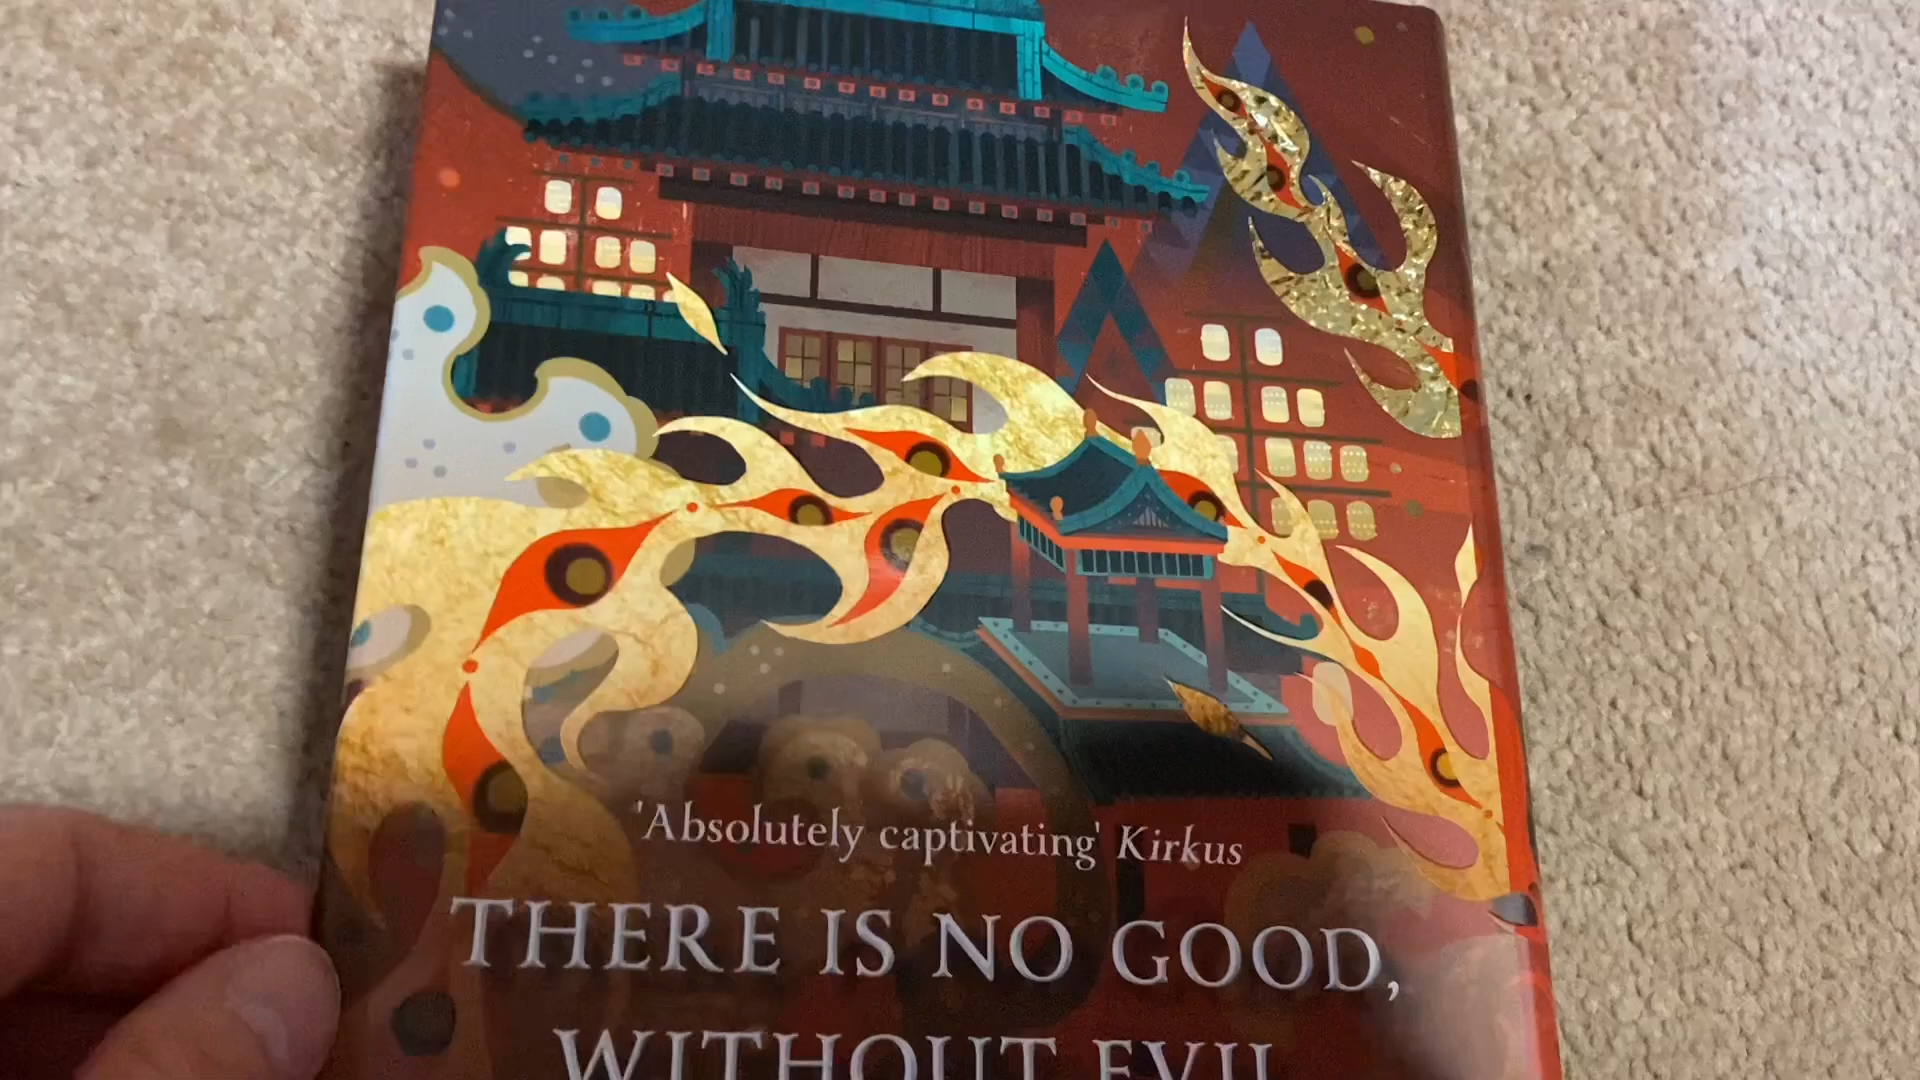 'Absolutely captivating' Kirkus
THERE IS NO GOOD,
WITHOUT EVIL